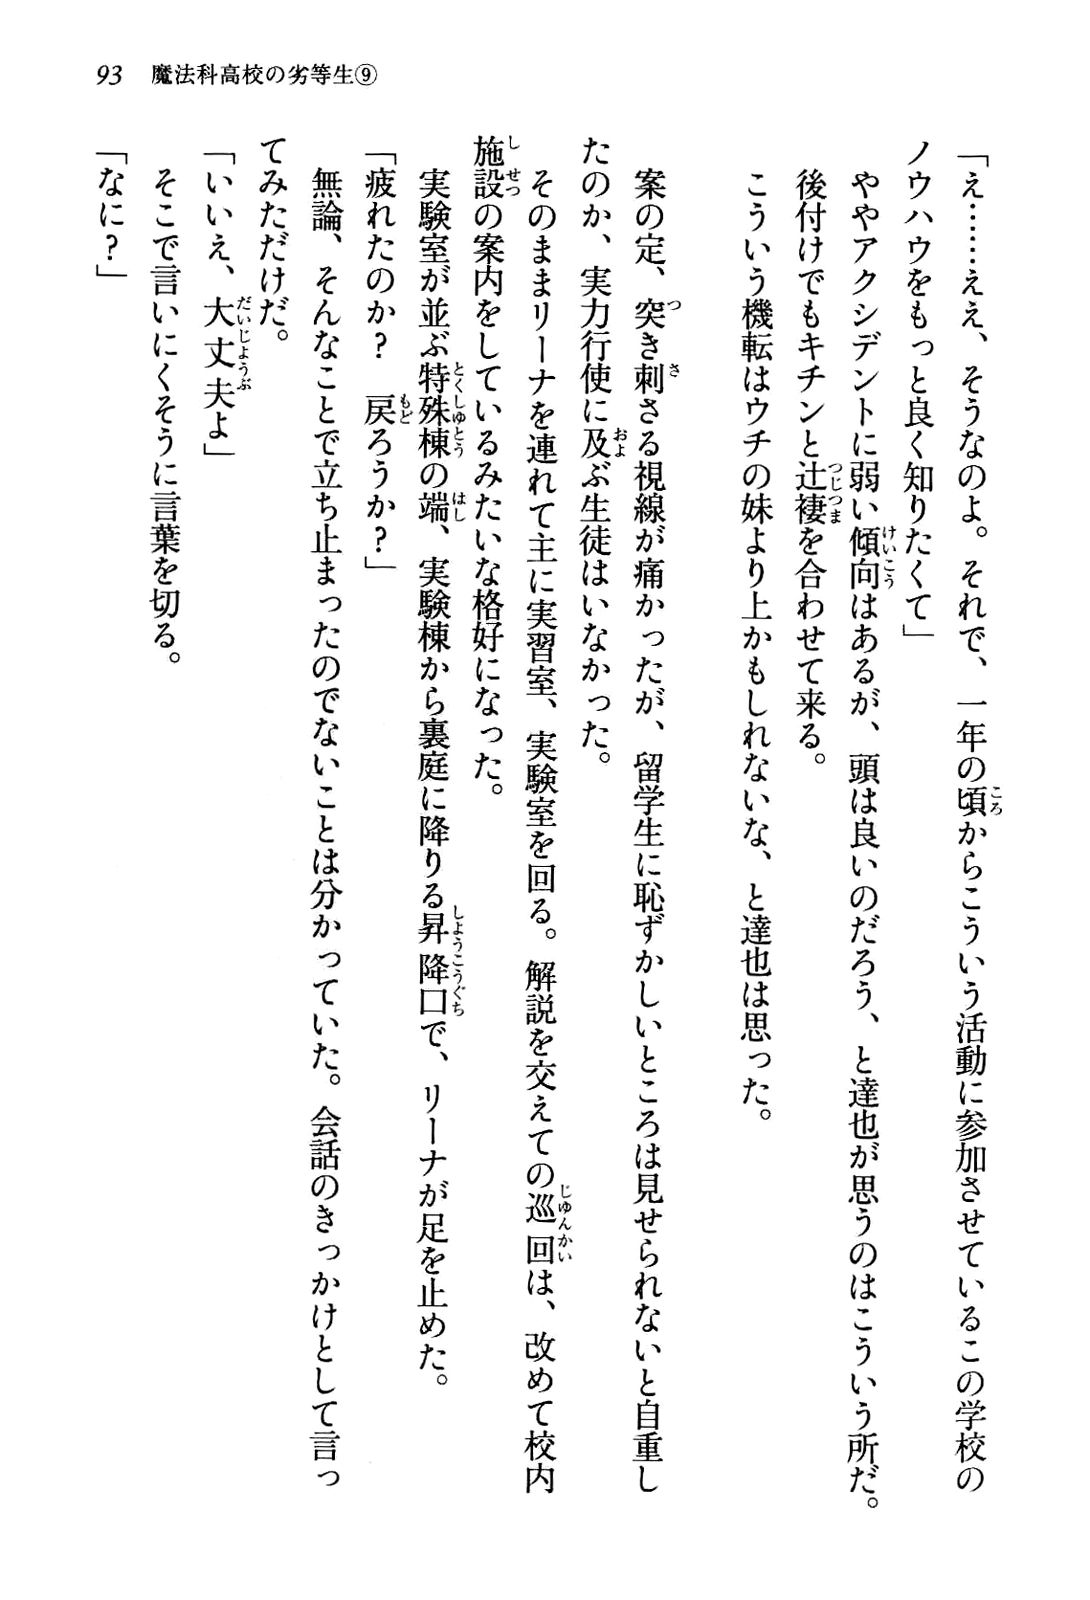 93　魔法科高校の劣等生⑨
「え……ええ、そうなのよ。それで、一年の頃からこういう活動に参加させているこの学校の
ノウハウをもっと良く知りたくて」
　ややアクシデントに弱い傾向はあるが、頭は良いのだろう、と達也が思うのはこういう所だ。
後付けでもキチンと辻褄を合わせて来る。
　こういう機転はウチの妹より上かもしれないな、と達也は思った。
　案の定、突き刺さる視線が痛かったが、留学生に恥ずかしいところは見せられないと自重し
たのか、実力行使に及ぶ生徒はいなかった。
　そのままリーナを連れて主に実習室、実験室を回る。解説を交えての巡回は、改めて校内
施設の案内をしているみたいな格好になった。
　実験室が並ぶ特殊棟の端、実験棟から裏庭に降りる昇降口で、リーナが足を止めた。
「疲れたのか？　戻ろうか？」
　無論、そんなことで立ち止まったのでないことは分かっていた。会話のきっかけとして言っ
てみただけだ。
「いいえ、大丈夫よ」
　そこで言いにくそうに言葉を切る。
「なに？」